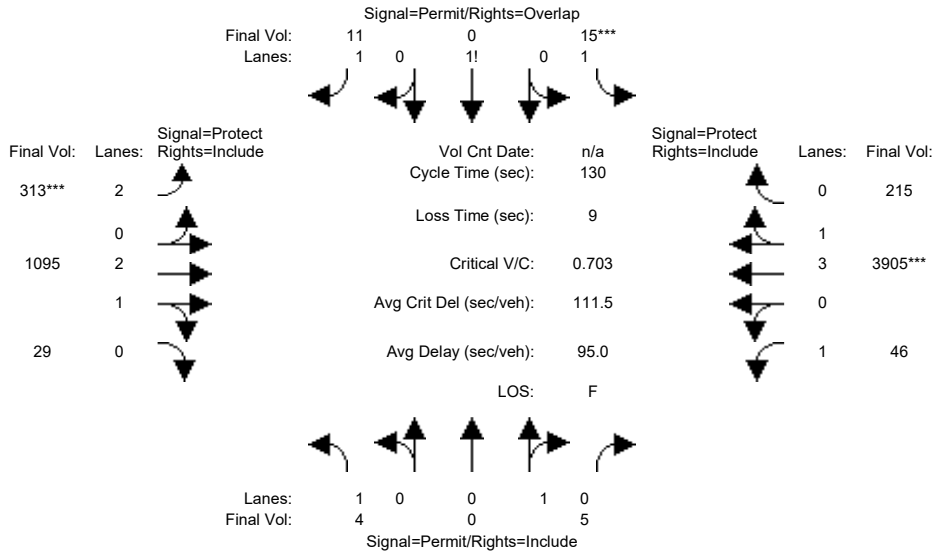 Signal=Permit/Rights=Overlap
Final Vol: 11 0 15***
Lanes: 1 0 1! 0 1
Signal=Protect
Final Vol: Lanes: Rights=Include
Vol Cnt Date: n/a
Signal=Protect
Rights=Include Lanes: Final Vol:
Cycle Time (sec): 130
313*** 2
0 215
Loss Time (sec): 9
0
1
1095 2
Critical V/C: 0.703
3 3905***
1
Avg Crit Del (sec/veh): 111.5
0
29 0
Avg Delay (sec/veh): 95.0
1 46
LOS: F
Lanes: 1 0 0 1 0
Final Vol: 4 0 5
Signal=Permit/Rights=Include